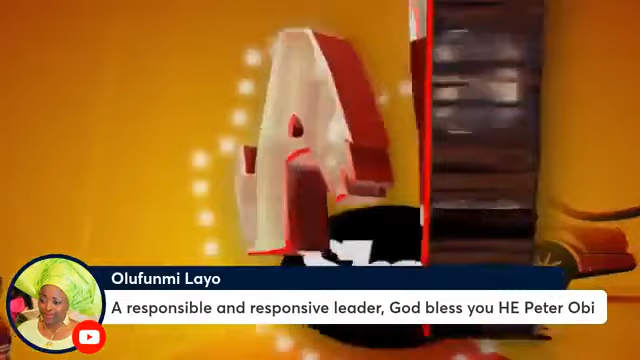 Olufunmi Layo
A responsible and responsive leader, God bless you HE Peter Obi